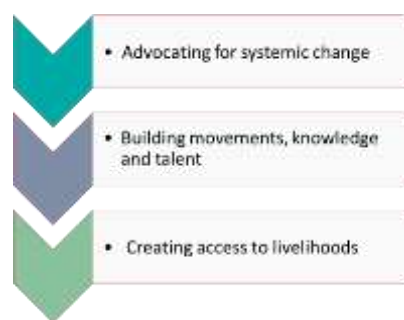 • Advocating for systemic change
• Building movements, knowledge
and talent
• Creating access to livelihoods